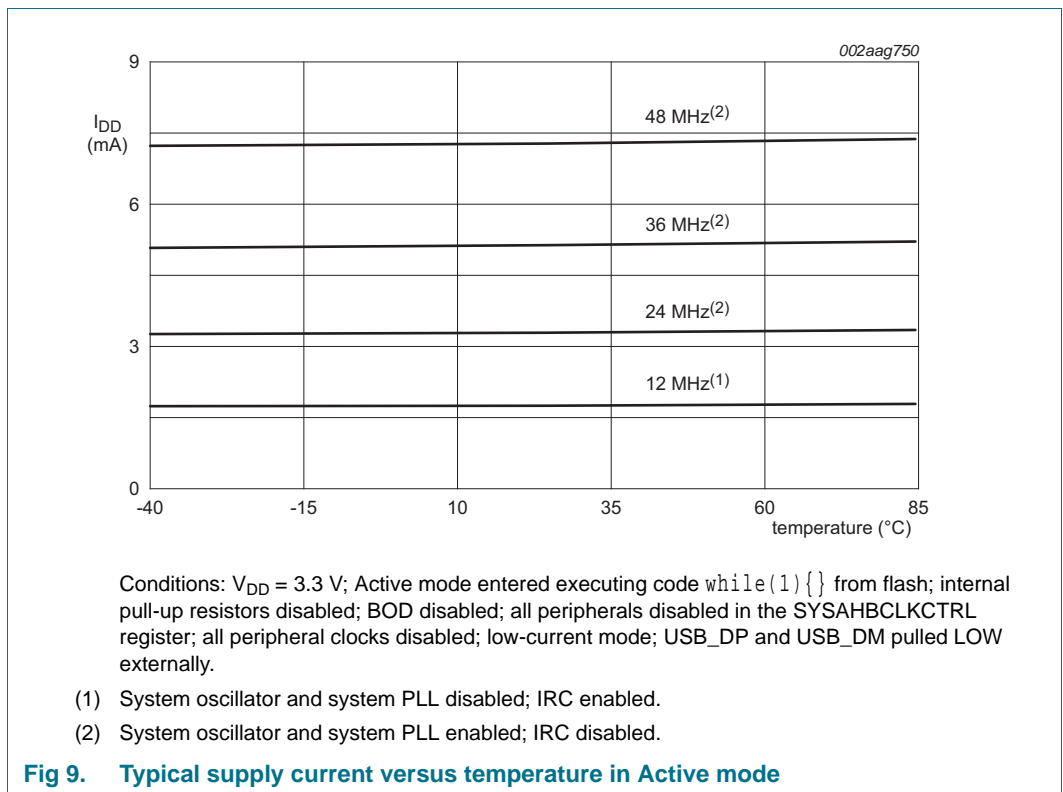 002aag750
9
48 MHz(2)
IDD
(mA)
6
36 MHz(2)
24 MHz(2)
3
12 MHz(1)
0
-40 -15 10 35 60 85
temperature (°C)
Conditions: VDD = 3.3 V; Active mode entered executing code while(1){} from flash; internal
pull-up resistors disabled; BOD disabled; all peripherals disabled in the SYSAHBCLKCTRL
register; all peripheral clocks disabled; low-current mode; USB_DP and USB_DM pulled LOW
externally.
(1) System oscillator and system PLL disabled; IRC enabled.
(2) System oscillator and system PLL enabled; IRC disabled.
Fig 9. Typical supply current versus temperature in Active mode